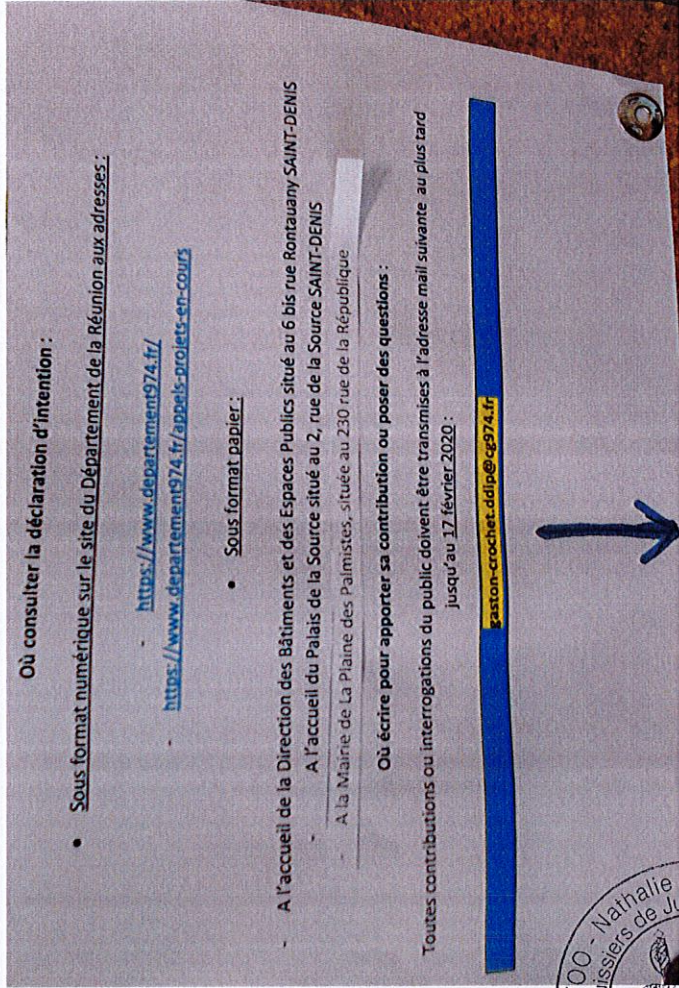 Où consulter la déclaration d'intention :
• Sous format numérique sur le site du Département de la Réunion aux adresses :
- https://www.departement974.fr/
- https://www.departement974.fr/appels-projets-en-cours
• Sous format papier :
- A l'accueil de la Direction des Bâtiments et des Espaces Publics situé au 6 bis rue Rontauany SAINT-DENIS
- A l'accueil du Palais de la Source situé au 2, rue de la Source SAINT-DENIS
- A la Mairie de La Plaine des Palmistes, située au 230 rue de la République
Où écrire pour apporter sa contribution ou poser des questions :
Toutes contributions ou interrogations du public doivent être transmises à l'adresse mail suivante au plus tard
jusqu'au 17 février 2020 :
gaston-crochet.ddip@cg974.fr
OO - Nathalie
issiers de Ju